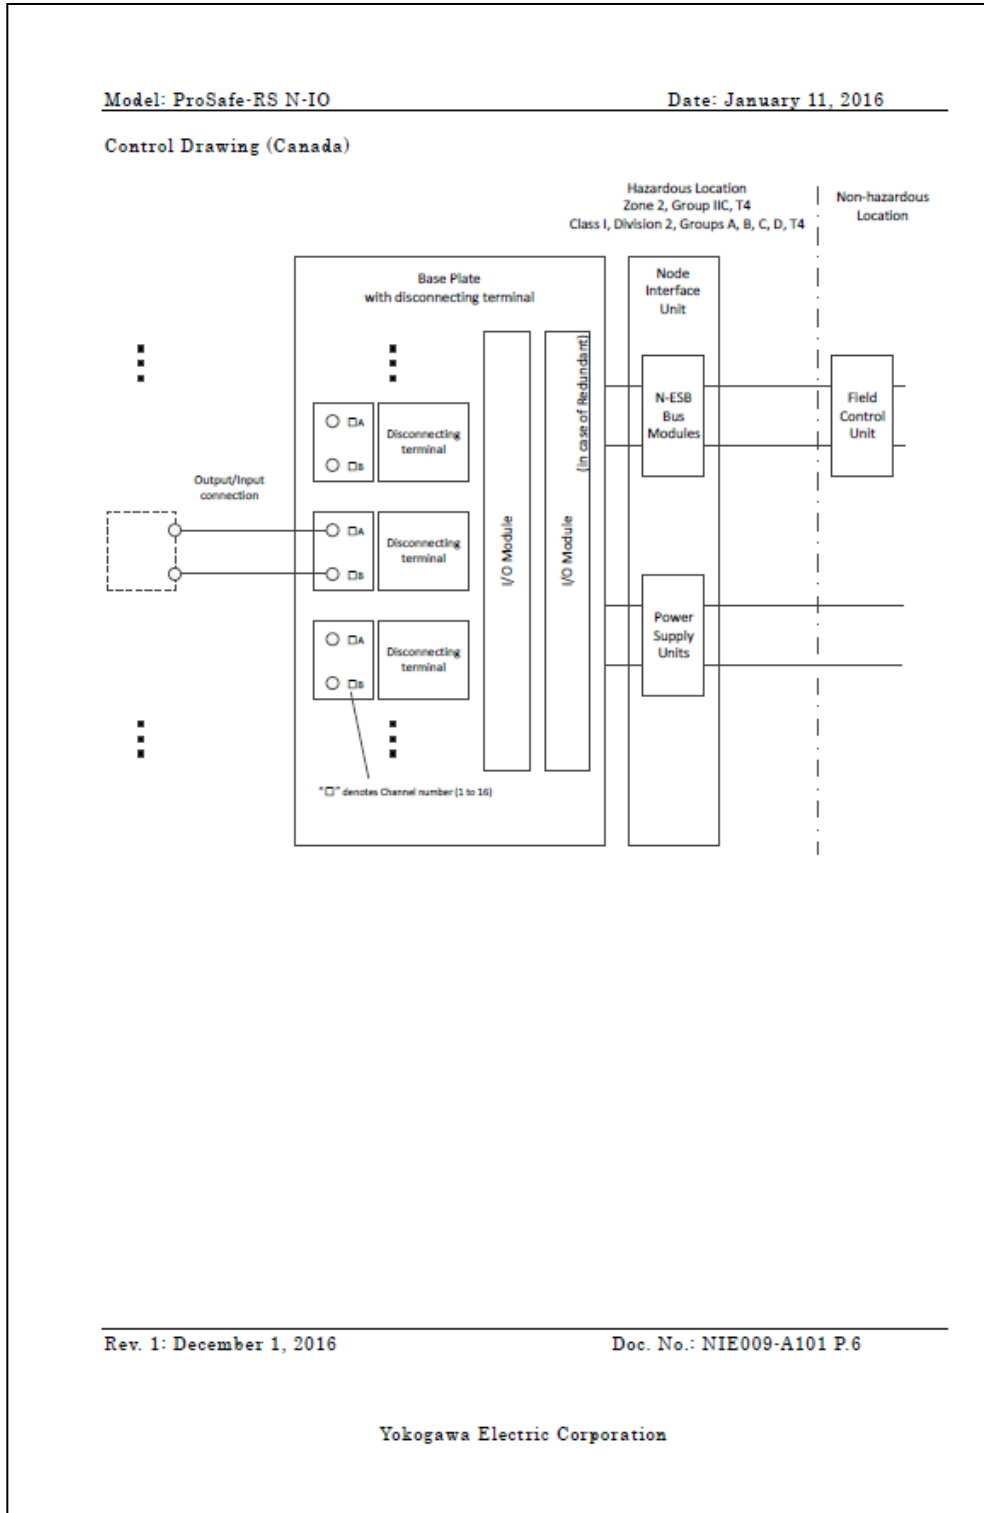 Model: ProSafe-RS N-IO Date: January 11, 2016
Control Drawing (Canada)
Hazardous Location
Zone 2, Group IIC, T4
Class I, Division 2, Groups A, B, C, D, T4
Non-hazardous
Location
Base Plate
with disconnecting terminal
Node
Interface
Unit
(in case of Redundant)
N-ESB
Bus
Modules
Field
Control
Unit
□A
□B
Disconnecting
terminal
Output/Input
connection
□A
□B
Disconnecting
terminal
I/O Module
I/O Module
Power
Supply
Units
□A
□B
Disconnecting
terminal
"□" denotes Channel number (1 to 16)
Rev. 1: December 1, 2016 Doc. No.: NIE009-A101 P.6
Yokogawa Electric Corporation